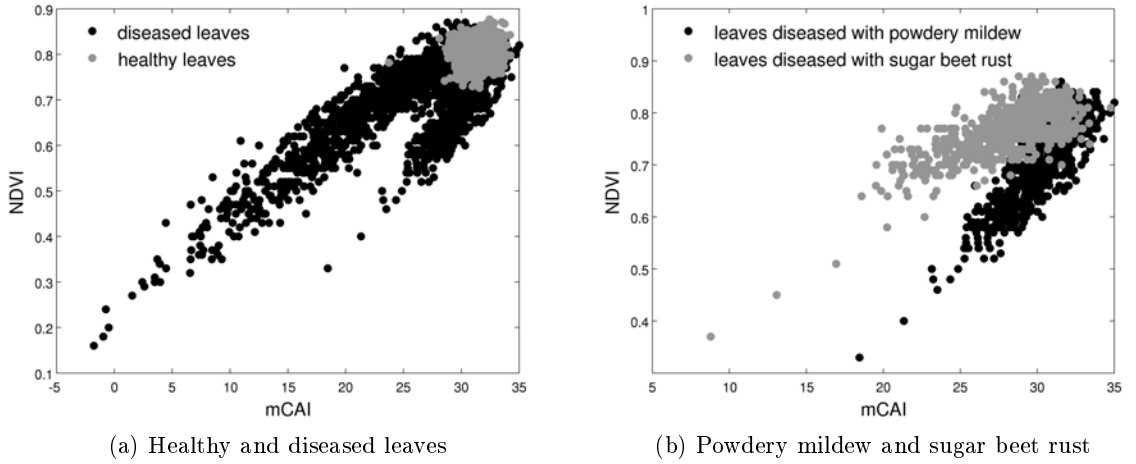 0.9
0.8
0.7
0.6
0.5
0.4
0.3
0.2
0.1
NDVI
diseased leaves
healthy leaves
-5 0 5 10 15 20 25 30 35
mCAI
(a) Healthy and diseased leaves
1
0.9
0.8
0.7
0.6
0.5
0.4
NDVI
leaves diseased with powdery mildew
leaves diseased with sugar beet rust
5 10 15 20 25 30 35
mCAI
(b) Powdery mildew and sugar beet rust